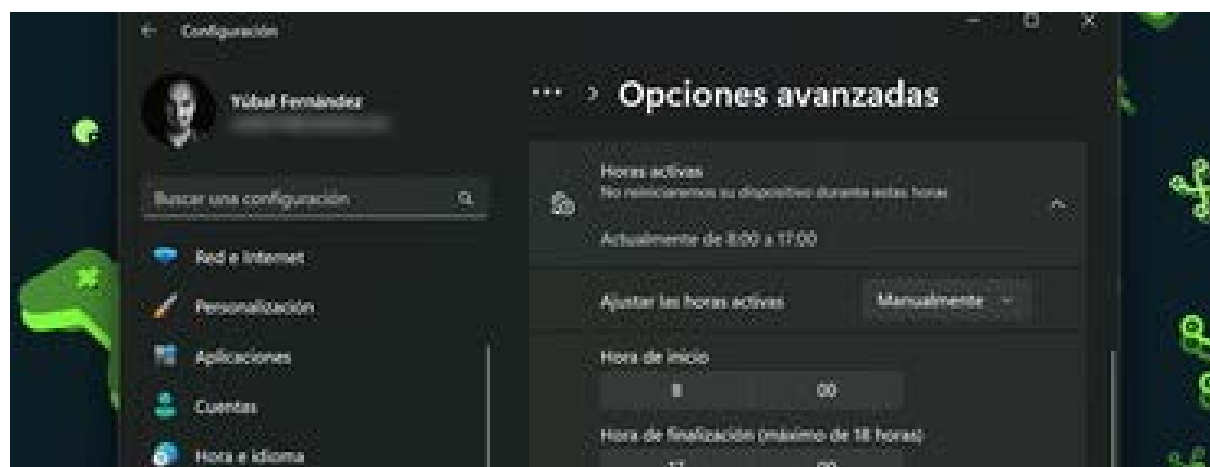 Configuración
Yúbal Fernández
Buscar una configuración
Red e Internet
Personalización
Aplicaciones
Cuentas
Hora e idioma
Opciones avanzadas
Horas activas
No reiniciaremos su dispositivo durante estas horas
Actualmente de 8:00 a 17:00
Ajustar las horas activas
Manualmente
Hora de inicio
8 00
Hora de finalización (máximo de 18 horas)
17 00